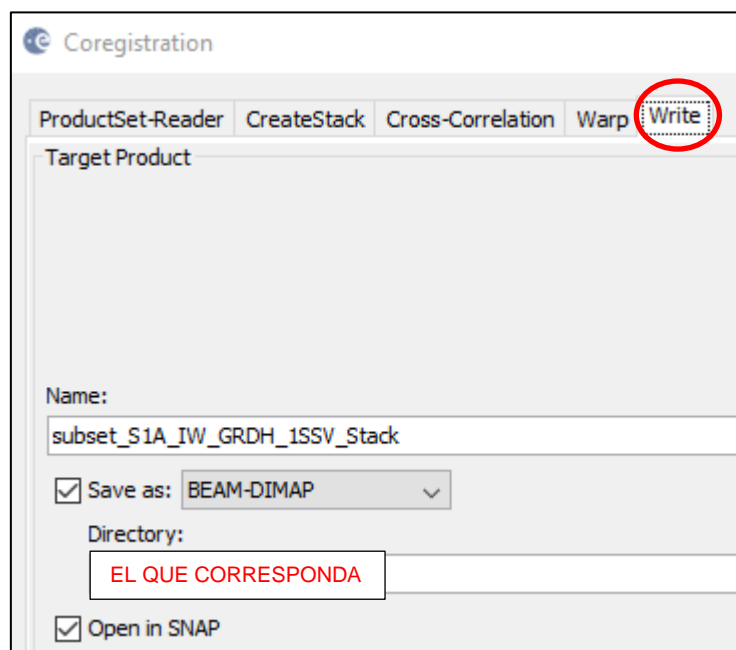 Coregistration
ProductSet-Reader CreateStack Cross-Correlation Warp Write
Target Product
Name:
subset_S1A_IW_GRDH_1SSV_Stack
Save as: BEAM-DIMAP
Directory:
EL QUE CORRESPONDA
Open in SNAP